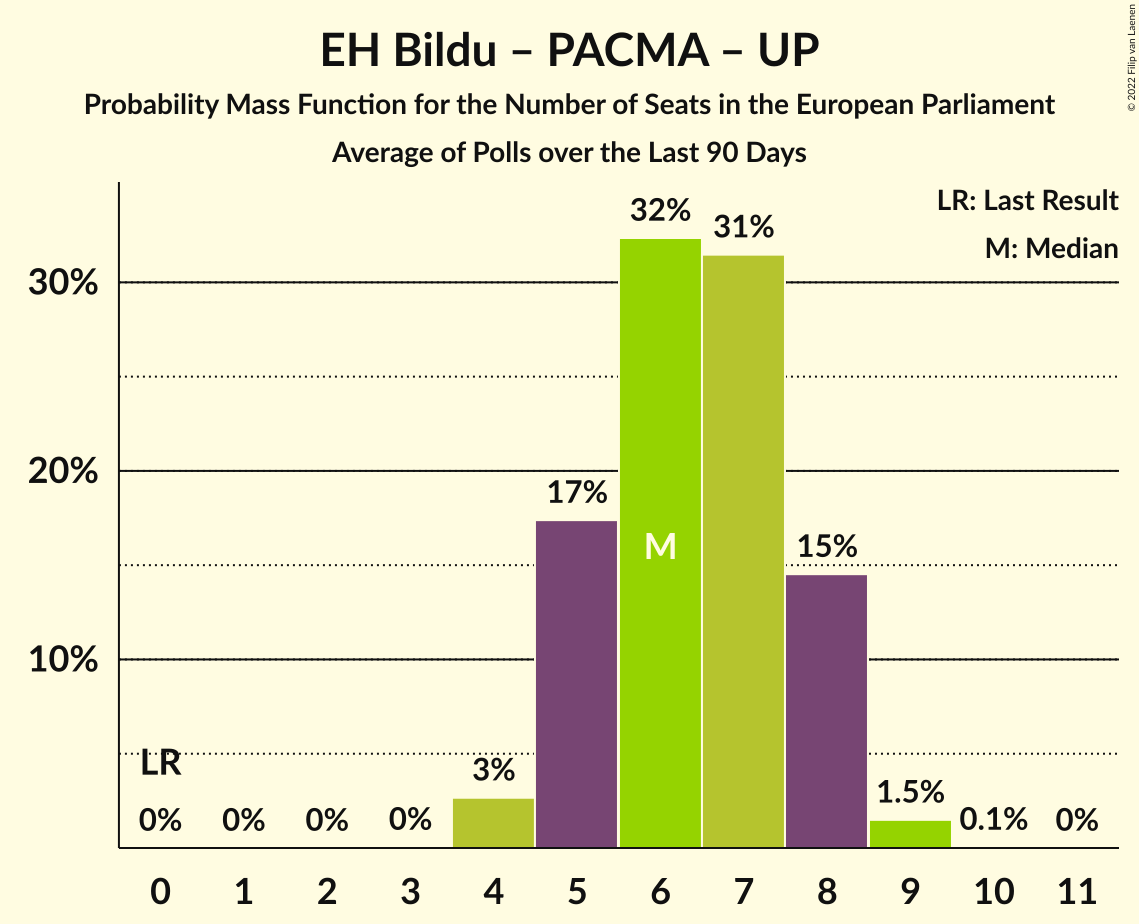 EH Bildu – PACMA – UP
Probability Mass Function for the Number of Seats in the European Parliament
Average of Polls over the Last 90 Days
© 2022 Filip van Laenen
LR: Last Result
M: Median
30%
20%
10%
LR
0%
0%
0%
0%
3%
17%
32%
M
31%
15%
1.5%
0.1%
0%
0 1 2 3 4 5 6 7 8 9 10 11